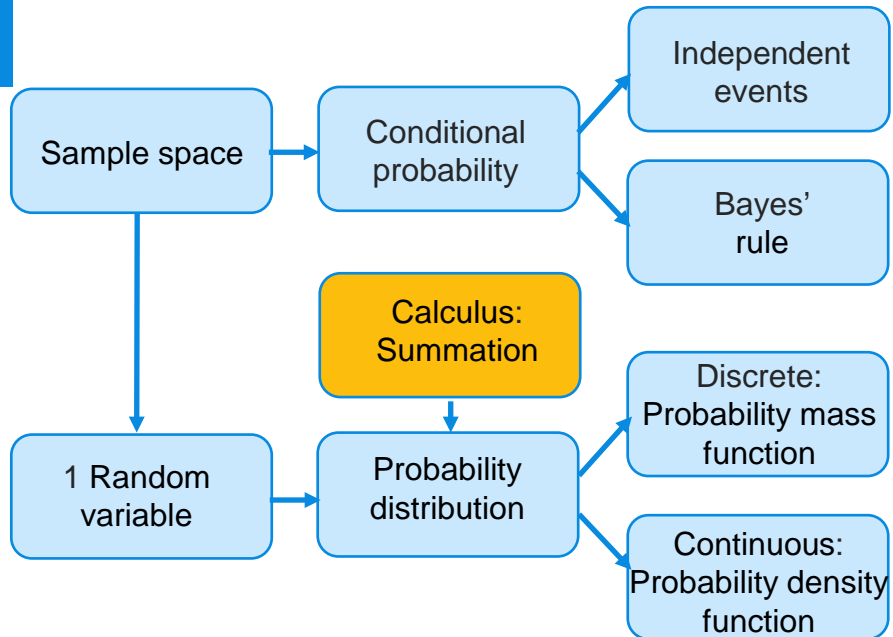 Independent
events
Sample space
Conditional
probability
Bayes’
rule
Calculus:
Summation
Discrete:
Probability mass
function
1 Random
variable
Probability
distribution
Continuous:
Probability density
function